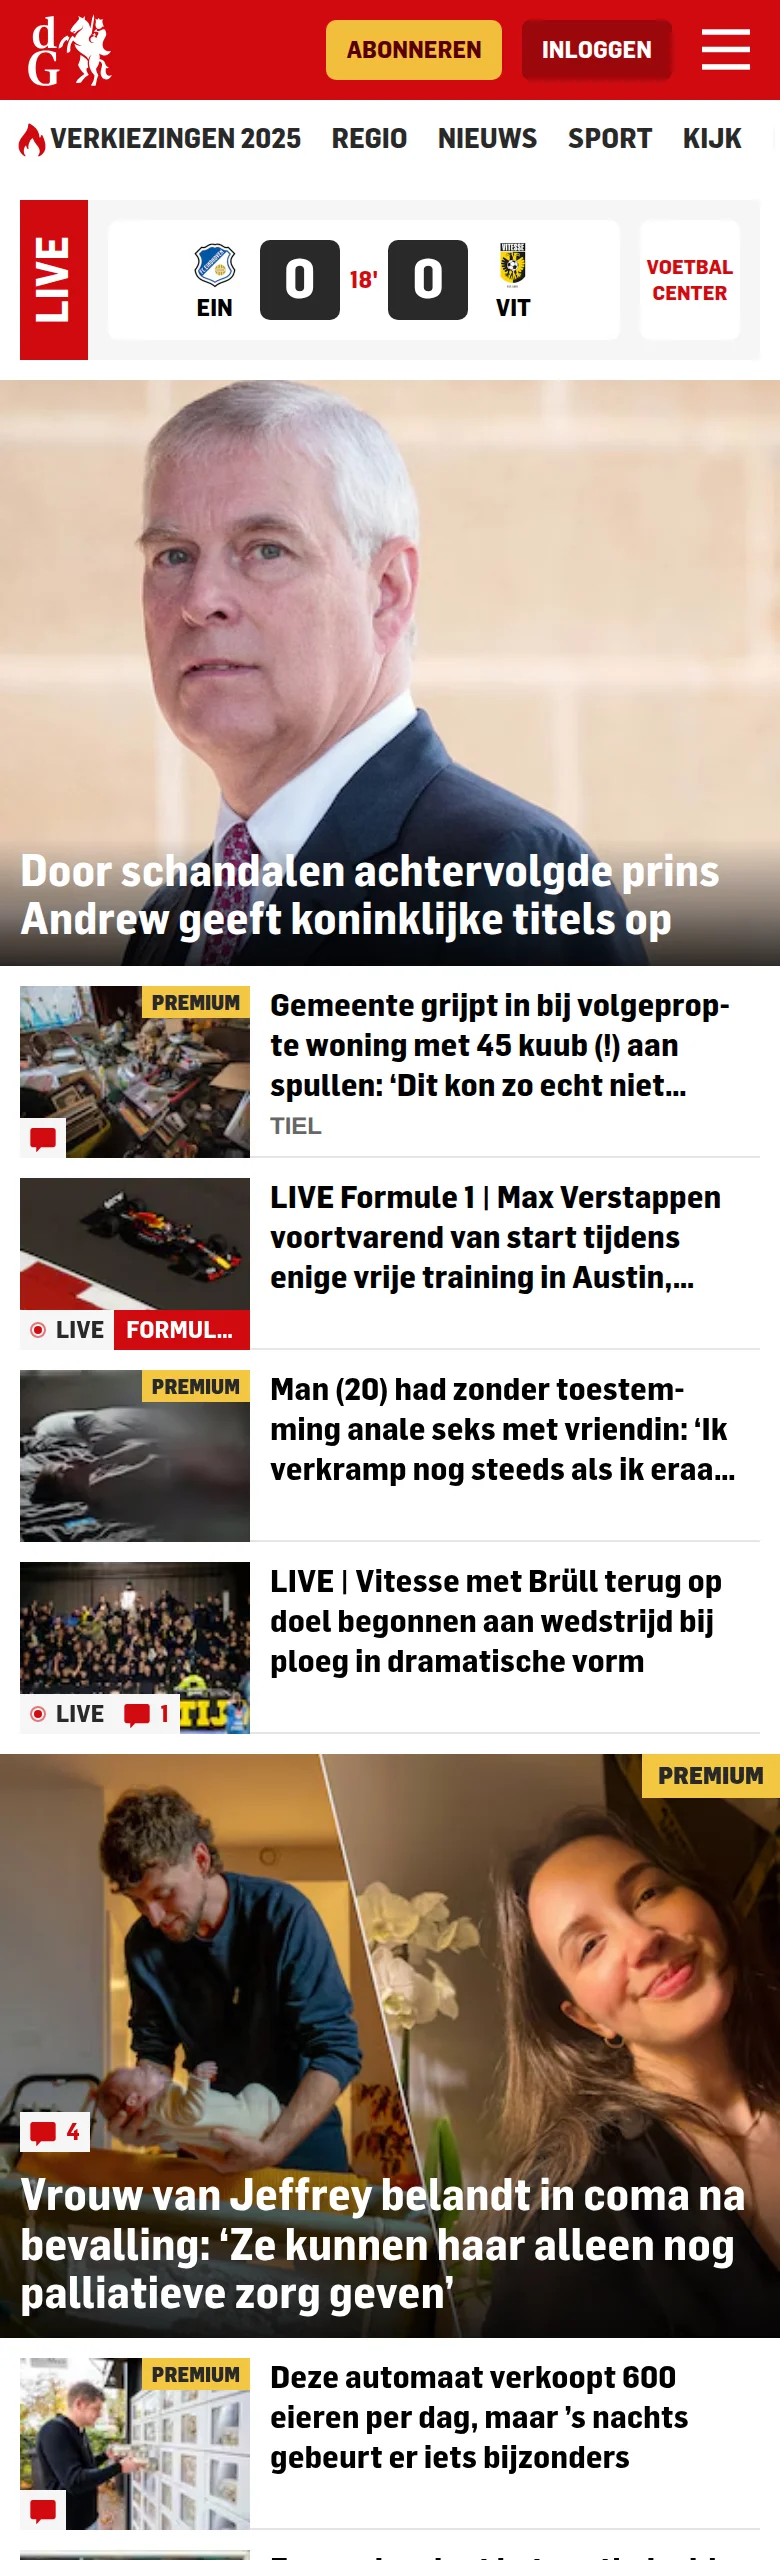 dG
ABONNEREN
INLOGGEN
VERKIEZINGEN 2025
REGIO
NIEUWS
SPORT
KIJK
LIVE
EIN
0
18'
0
VITESSE
VIT
VOETBAL
CENTER
Door schandalen achtervolgde prins
Andrew geeft koninklijke titels op
PREMIUM
Gemeente grijpt in bij volgeprop-
te woning met 45 kuub (!) aan
spullen: ‘Dit kon zo echt niet...
TIEL
LIVE Formule 1 | Max Verstappen
voortvarend van start tijdens
enige vrije training in Austin,...
LIVE
FORMUL...
PREMIUM
Man (20) had zonder toestem-
ming anale seks met vriendin: ‘Ik
verkramp nog steeds als ik eraa...
LIVE | Vitesse met Brüll terug op
doel begonnen aan wedstrijd bij
ploeg in dramatische vorm
LIVE
1
PREMIUM
4
Vrouw van Jeffrey belandt in coma na
bevalling: ‘Ze kunnen haar alleen nog
palliatieve zorg geven’
PREMIUM
Deze automaat verkoopt 600
eieren per dag, maar ’s nachts
gebeurt er iets bijzonders